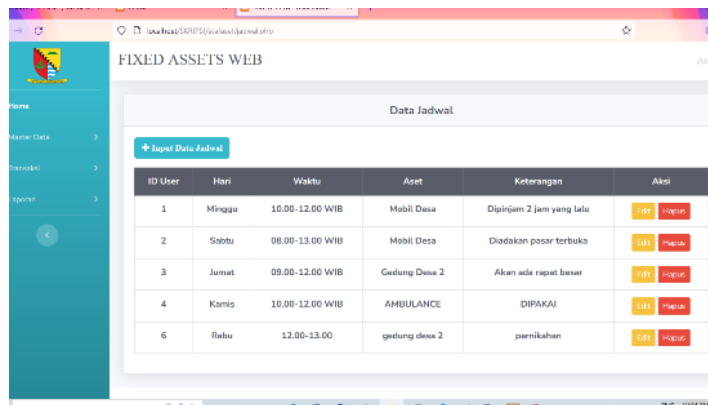 localhost/SKRIPSI/statusaset/jadwal.php
FIXED ASSETS WEB
Home
Master Data
Transaksi
Laporan
Data Jadwal
+ Input Data Jadwal
ID User Hari Waktu Aset Keterangan Aksi
1 Minggu 10.00-12.00 WIB Mobil Desa Dipinjam 2 jam yang lalu Edit Hapus
2 Sabtu 08.00-13.00 WIB Mobil Desa Diadakan pasar terbuka Edit Hapus
3 Jumat 09.00-12.00 WIB Gedung Desa 2 Akan ada rapat besar Edit Hapus
4 Kamis 10.00-12.00 WIB AMBULANCE DIPAKAI Edit Hapus
6 Rabu 12.00-13.00 gedung desa 2 pernikahan Edit Hapus